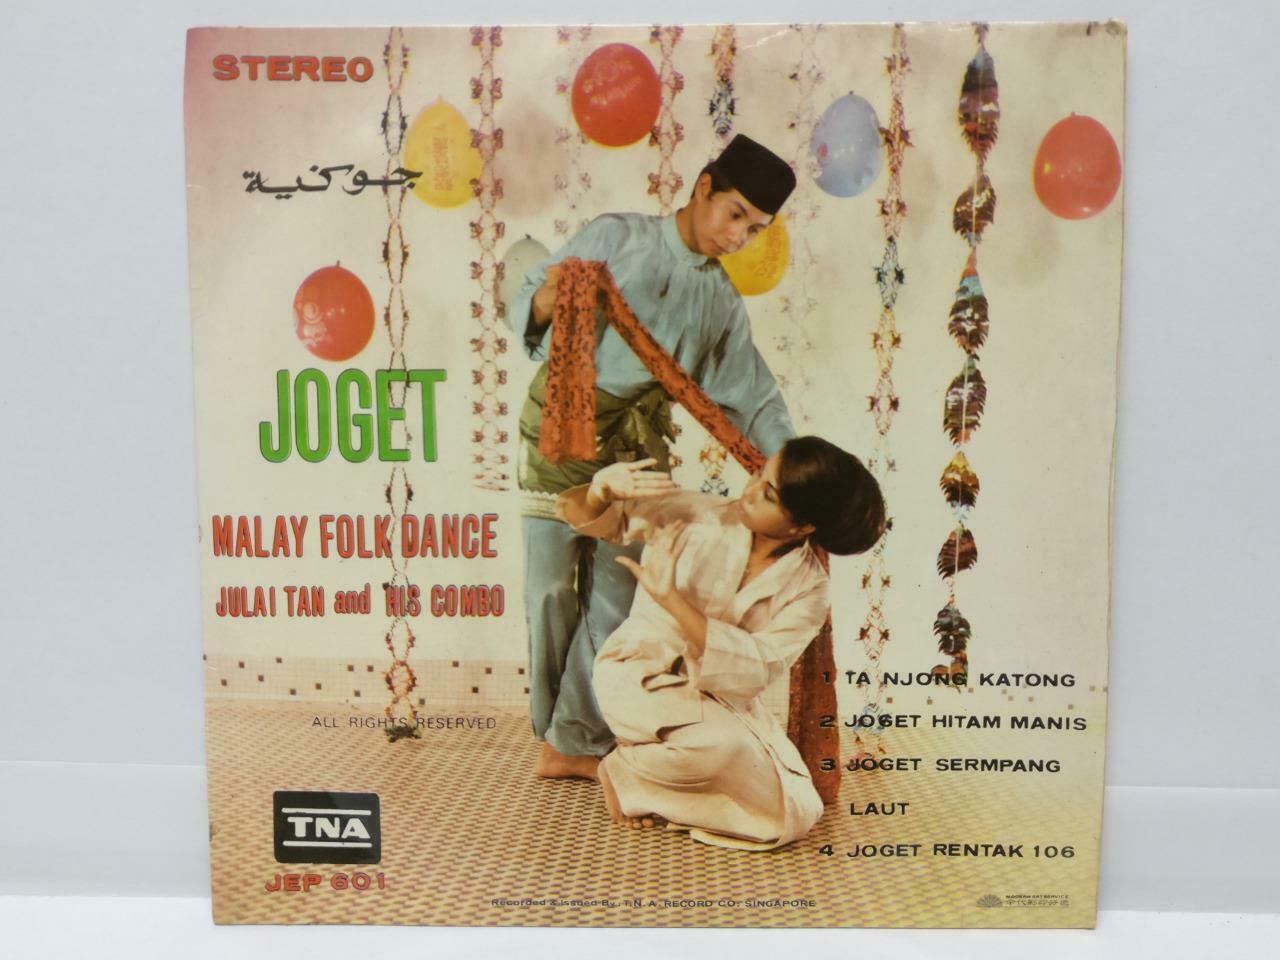 STEREO
جوكية
JOGET
MALAY FOLK DANCE
JULAI TAN and HIS COMBO
ALL RIGHTS RESERVED
TNA
JEP 601
1 TA NJONG KATONG
2 JOGET HITAM MANIS
3 JOGET SERMPANG
LAUT
4 JOGET RENTAK 106
Recorded & Issued By: T.N.A RECORD CO. SINGAPORE